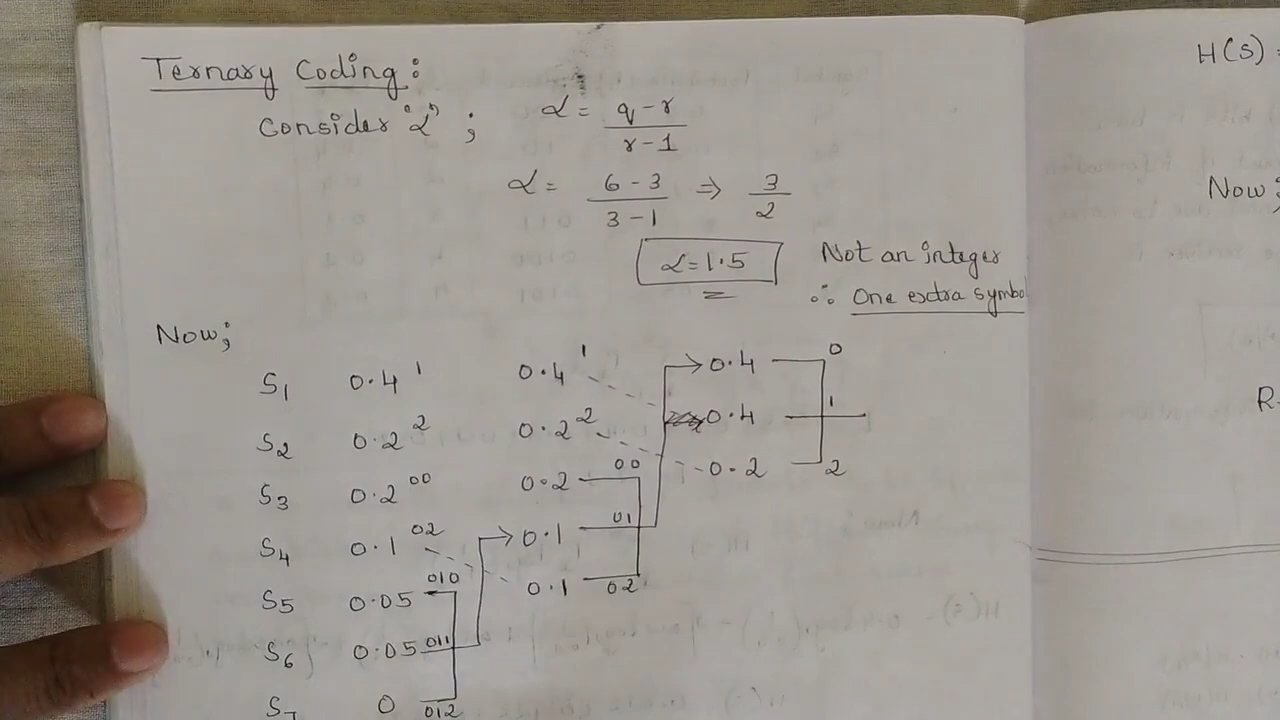 Ternary Coding:
Consider "α" ; α = q-r / r-1
α = 6-3 / 3-1 ⇒ 3/2
α=1.5 Not an integer
∴ One extra symbol
Now;
S1 0.4 1 0.4 1 0.4 0
S2 0.2 2 0.2 2 0.4 1
S3 0.2 00 0.2 00 0.2 2
S4 0.1 02 0.1 01
S5 0.05 010 0.1 02
S6 0.05 011
S7 0 012
H(S)
Now;
R